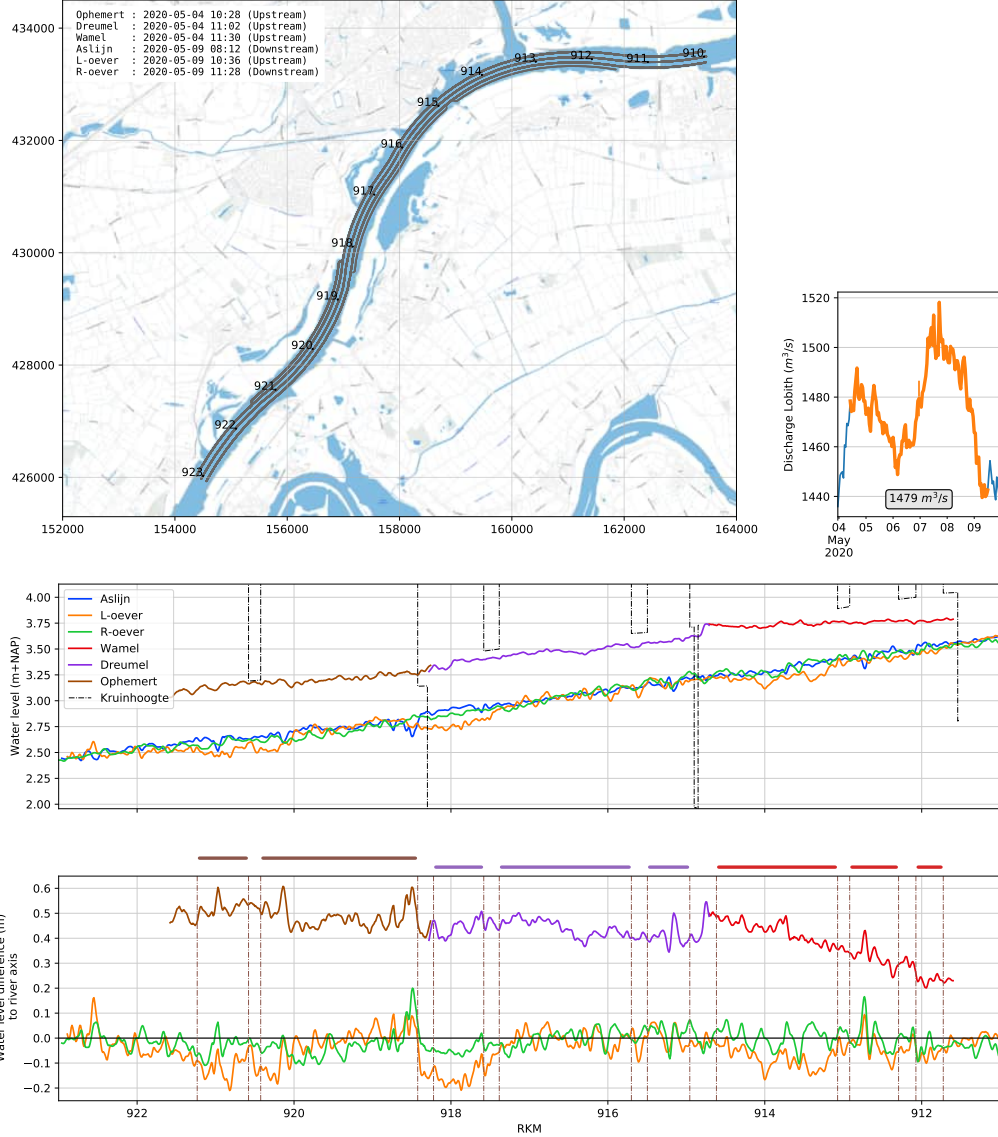 434000
432000
430000
428000
426000
152000
154000
156000
158000
160000
162000
164000
Ophemert : 2020-05-04 10:28 (Upstream)
Dreumel : 2020-05-04 11:02 (Upstream)
Wamel : 2020-05-04 11:30 (Upstream)
Aslijn : 2020-05-09 08:12 (Downstream)
L-oever : 2020-05-09 10:36 (Upstream)
R-oever : 2020-05-09 11:28 (Downstream)
910
911
912
913
914
915
916
917
918
919
920
921
922
923
Discharge Lobith (m³/s)
1520
1500
1480
1460
1440
1479 m³/s
04 05 06 07 08 09
May
2020
Water level (m+NAP)
4.00
3.75
3.50
3.25
3.00
2.75
2.50
2.25
2.00
Aslijn
L-oever
R-oever
Wamel
Dreumel
Ophemert
Kruinhoogte
Water level difference (m)
to river axis
0.6
0.5
0.4
0.3
0.2
0.1
0.0
−0.1
−0.2
922 920 918 916 914 912
RKM